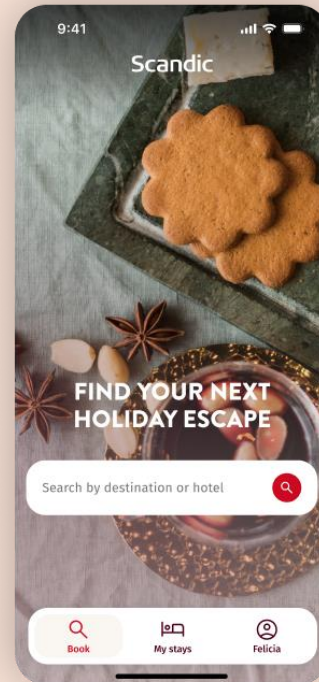 9:41
Scandic
FIND YOUR NEXT
HOLIDAY ESCAPE
Search by destination or hotel
Book
My stays
Felicia